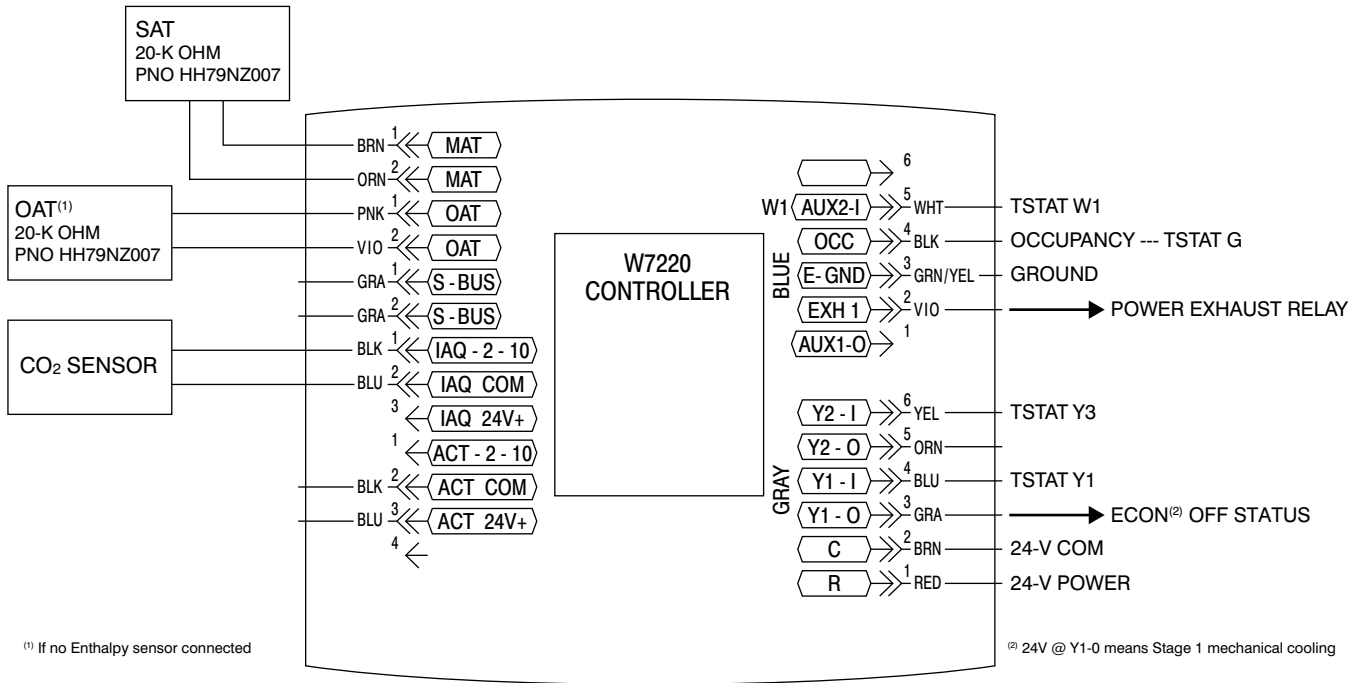 SAT
20-K OHM
PNO HH79NZ007
OAT(1)
20-K OHM
PNO HH79NZ007
CO2 SENSOR
BRN 1 MAT
ORN 2 MAT
PNK 1 OAT
VIO 2 OAT
GRA 1 S-BUS
GRA 2 S-BUS
BLK 1 IAQ - 2 - 10
BLU 2 IAQ COM
3 IAQ 24V+
1 ACT - 2 - 10
BLK 2 ACT COM
BLU 3 ACT 24V+
4
W7220
CONTROLLER
BLUE
6
W1 AUX2-I 5 WHT TSTAT W1
OCC 4 BLK OCCUPANCY --- TSTAT G
E- GND 3 GRN/YEL GROUND
EXH 1 2 VIO POWER EXHAUST RELAY
AUX1-O 1
GRAY
Y2 - I 6 YEL TSTAT Y3
Y2 - O 5 ORN
Y1 - I 4 BLU TSTAT Y1
Y1 - O 3 GRA ECON(2) OFF STATUS
C 2 BRN 24-V COM
R 1 RED 24-V POWER
(1) If no Enthalpy sensor connected
(2) 24V @ Y1-0 means Stage 1 mechanical cooling